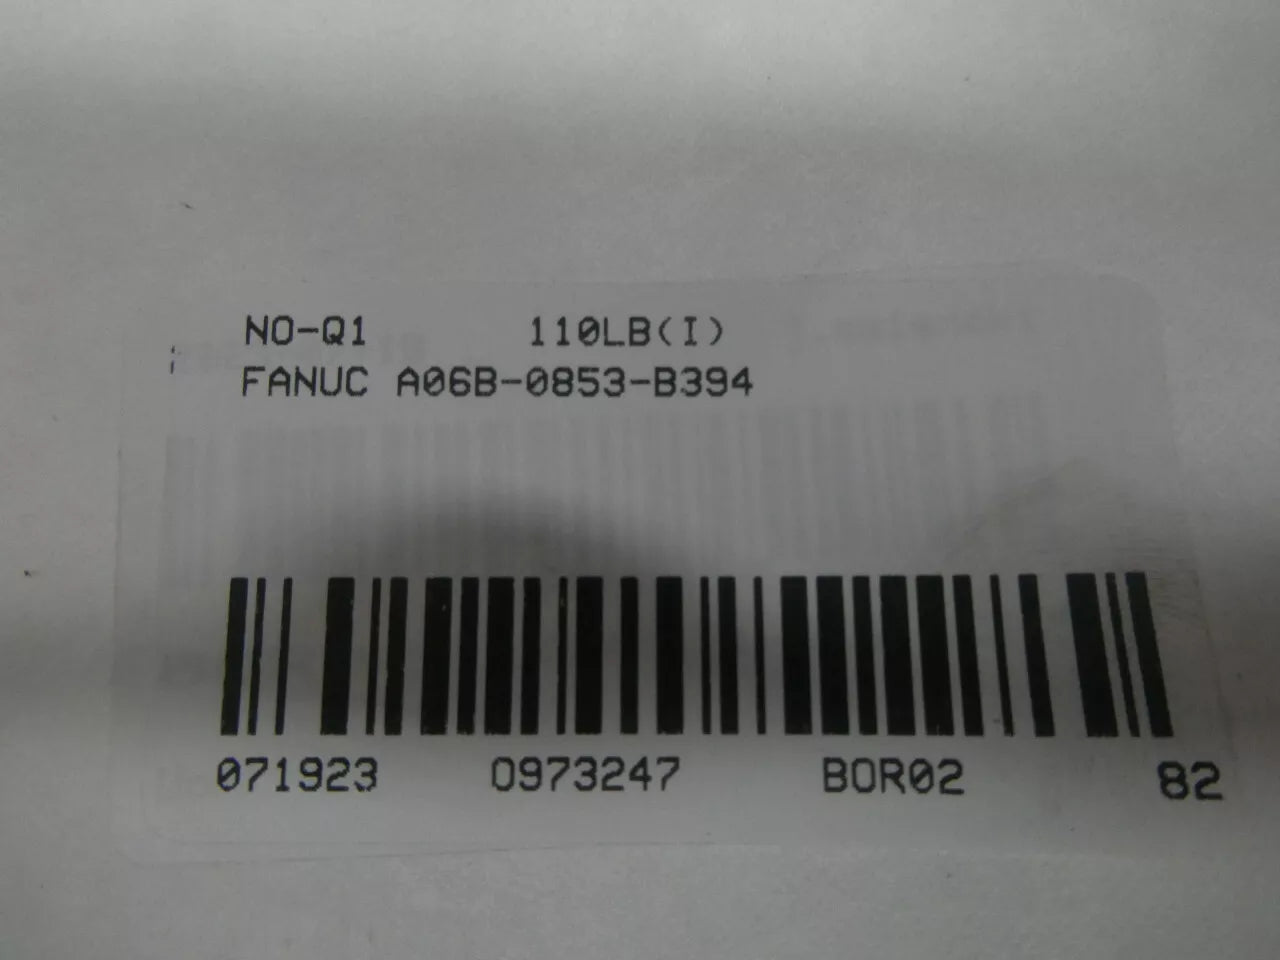 NO-Q1 110LB(I)
FANUC A06B-0853-B394
071923 0973247 BOR02 82